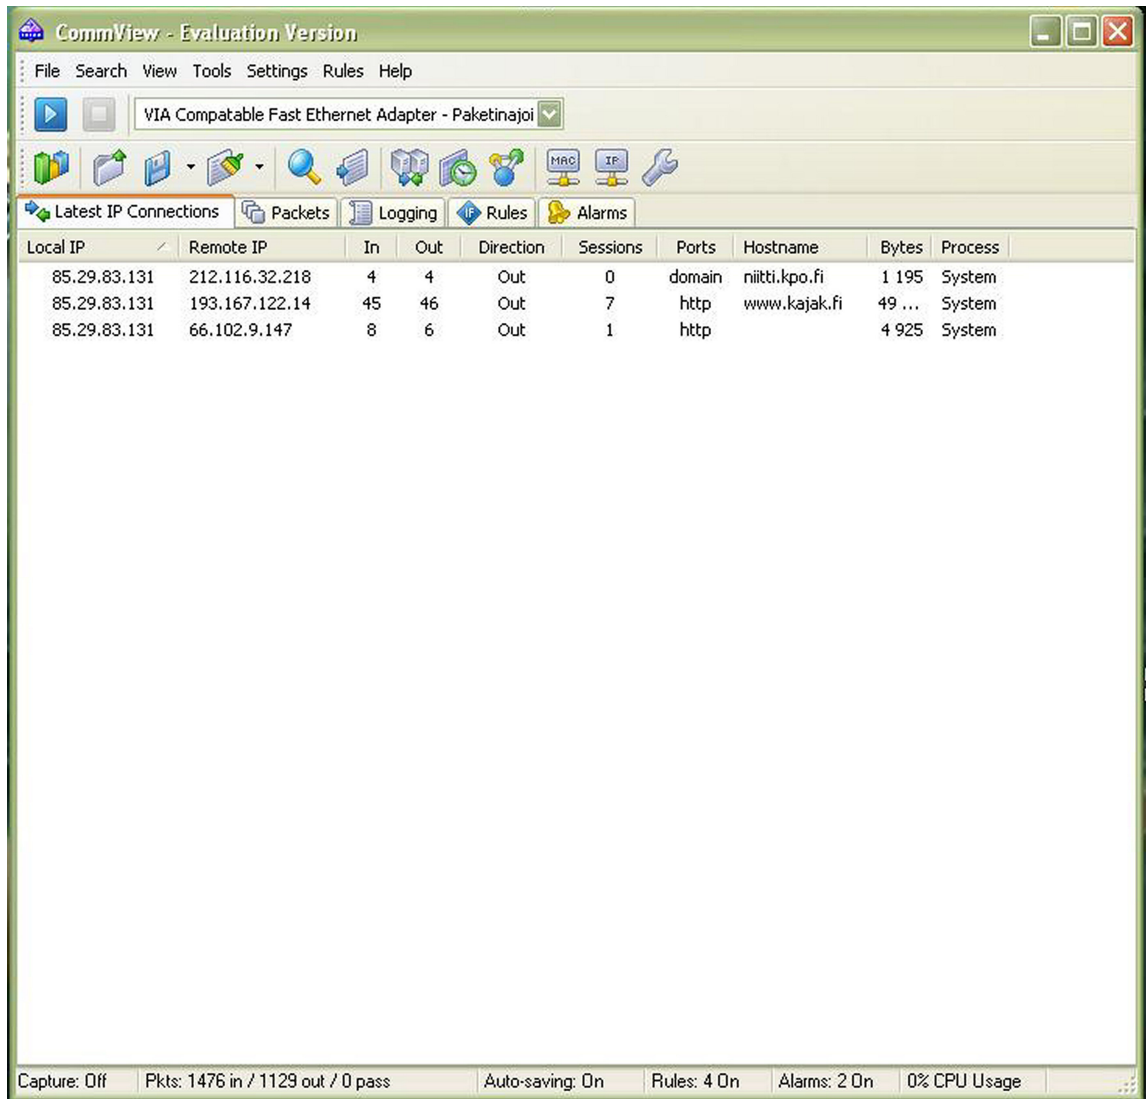 CommView - Evaluation Version
File Search View Tools Settings Rules Help
VIA Compatable Fast Ethernet Adapter - Paketinajoi
MAC IP
Latest IP Connections Packets Logging IF Rules Alarms
Local IP Remote IP In Out Direction Sessions Ports Hostname Bytes Process
85.29.83.131 212.116.32.218 4 4 Out 0 domain niitti.kpo.fi 1 195 System
85.29.83.131 193.167.122.14 45 46 Out 7 http www.kajak.fi 49 ... System
85.29.83.131 66.102.9.147 8 6 Out 1 http 4 925 System
Capture: Off Pkts: 1476 in / 1129 out / 0 pass Auto-saving: On Rules: 4 On Alarms: 2 On 0% CPU Usage